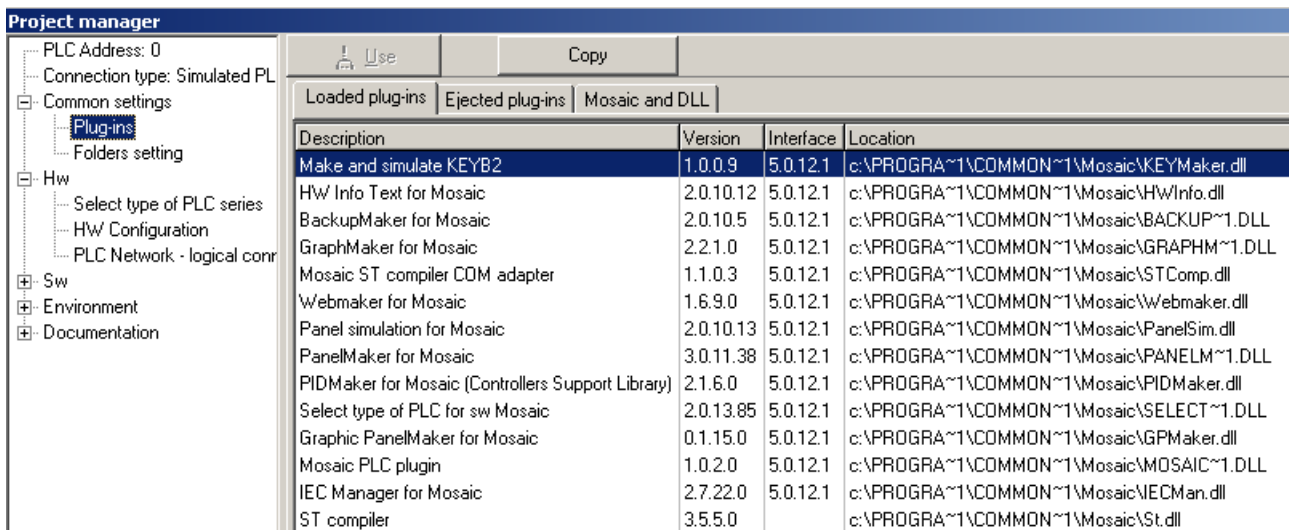 Project manager
PLC Address: 0
Connection type: Simulated PL
Common settings
Plug-ins
Folders setting
Hw
Select type of PLC series
HW Configuration
PLC Network - logical conr
Sw
Environment
Documentation
Use Copy
Loaded plug-ins Ejected plug-ins Mosaic and DLL
Description Version Interface Location
Make and simulate KEYB2 1.0.0.9 5.0.12.1 c:\PROGRA~1\COMMON~1\Mosaic\KEYMaker.dll
HW Info Text for Mosaic 2.0.10.12 5.0.12.1 c:\PROGRA~1\COMMON~1\Mosaic\HWInfo.dll
BackupMaker for Mosaic 2.0.10.5 5.0.12.1 c:\PROGRA~1\COMMON~1\Mosaic\BACKUP~1.DLL
GraphMaker for Mosaic 2.2.1.0 5.0.12.1 c:\PROGRA~1\COMMON~1\Mosaic\GRAPHM~1.DLL
Mosaic ST compiler COM adapter 1.1.0.3 5.0.12.1 c:\PROGRA~1\COMMON~1\Mosaic\STComp.dll
Webmaker for Mosaic 1.6.9.0 5.0.12.1 c:\PROGRA~1\COMMON~1\Mosaic\Webmaker.dll
Panel simulation for Mosaic 2.0.10.13 5.0.12.1 c:\PROGRA~1\COMMON~1\Mosaic\PanelSim.dll
PanelMaker for Mosaic 3.0.11.38 5.0.12.1 c:\PROGRA~1\COMMON~1\Mosaic\PANELM~1.DLL
PIDMaker for Mosaic (Controllers Support Library) 2.1.6.0 5.0.12.1 c:\PROGRA~1\COMMON~1\Mosaic\PIDMaker.dll
Select type of PLC for sw Mosaic 2.0.13.85 5.0.12.1 c:\PROGRA~1\COMMON~1\Mosaic\SELECT~1.DLL
Graphic PanelMaker for Mosaic 0.1.15.0 5.0.12.1 c:\PROGRA~1\COMMON~1\Mosaic\GPMaker.dll
Mosaic PLC plugin 1.0.2.0 5.0.12.1 c:\PROGRA~1\COMMON~1\Mosaic\MOSAIC~1.DLL
IEC Manager for Mosaic 2.7.22.0 5.0.12.1 c:\PROGRA~1\COMMON~1\Mosaic\IECMan.dll
ST compiler 3.5.5.0 c:\PROGRA~1\COMMON~1\Mosaic\St.dll